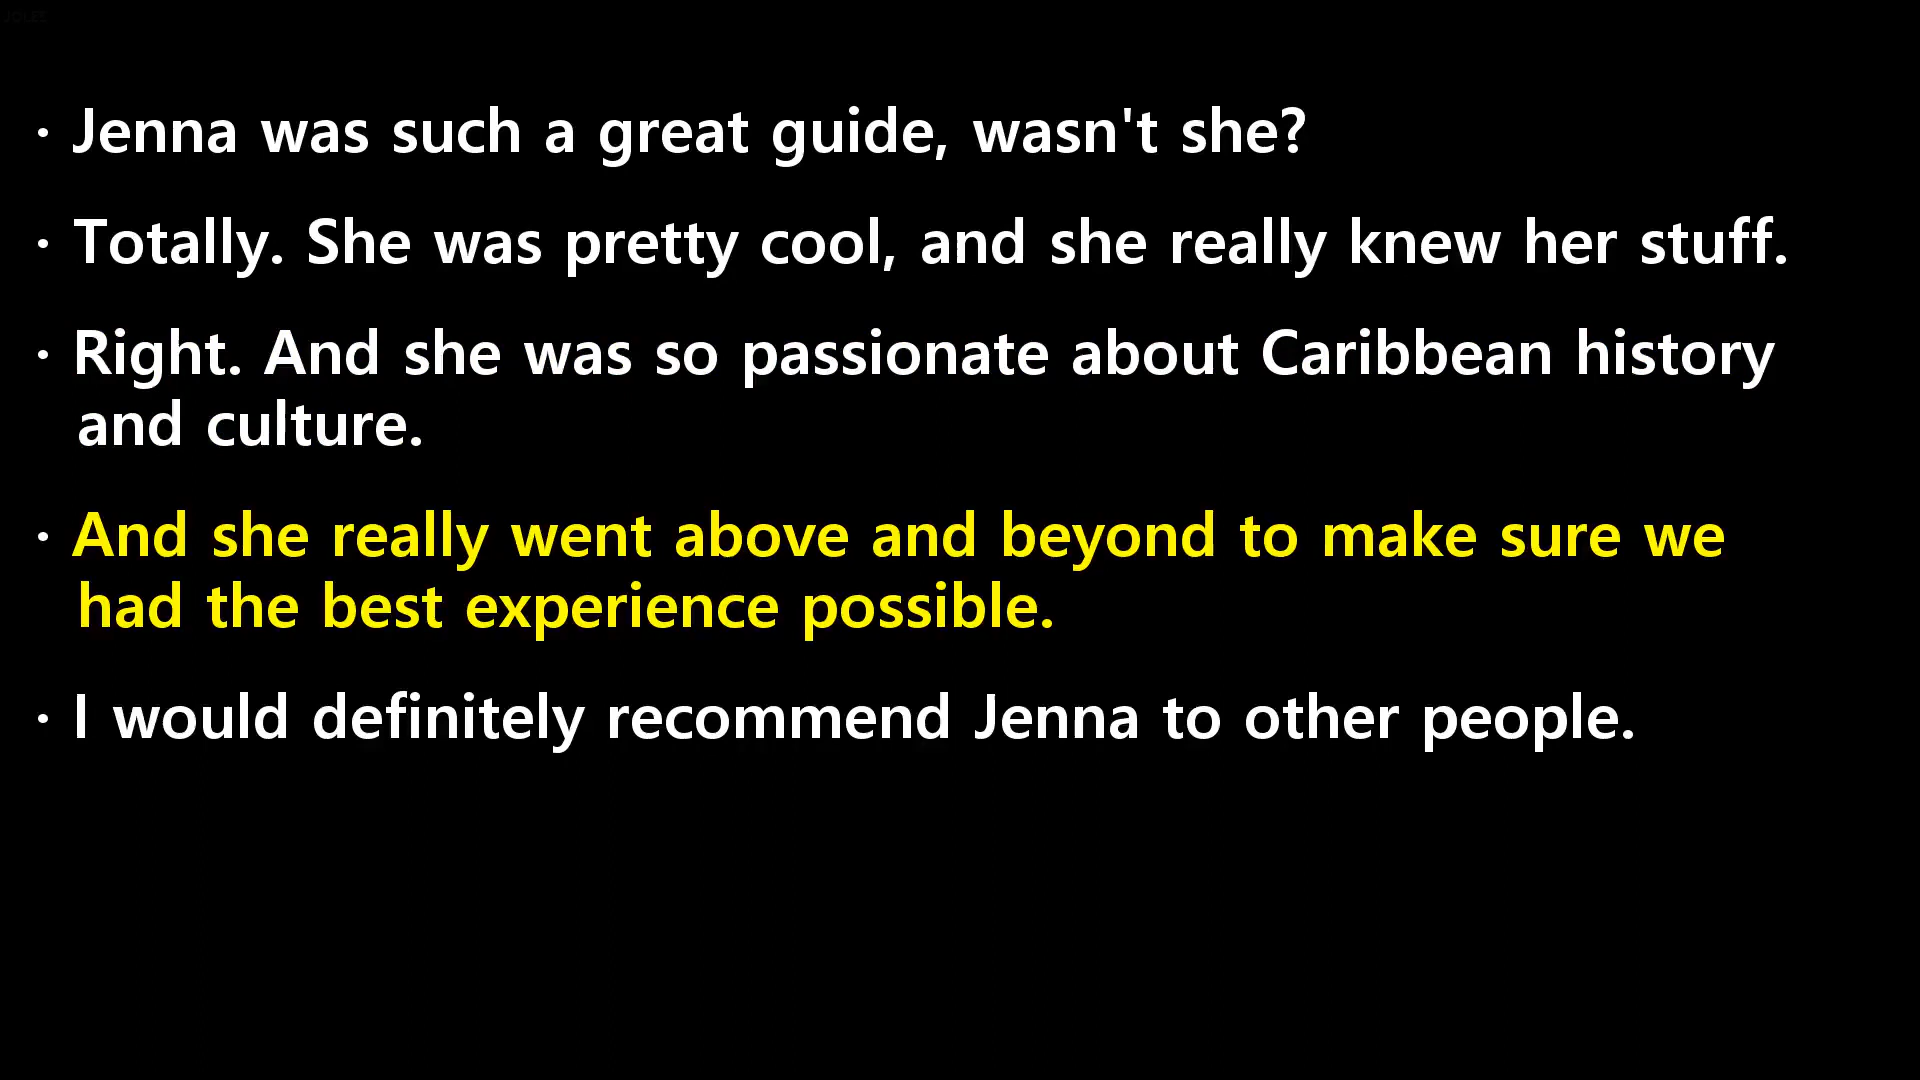 JOLEE
· Jenna was such a great guide, wasn't she?
· Totally. She was pretty cool, and she really knew her stuff.
· Right. And she was so passionate about Caribbean history
and culture.
· And she really went above and beyond to make sure we
had the best experience possible.
· I would definitely recommend Jenna to other people.